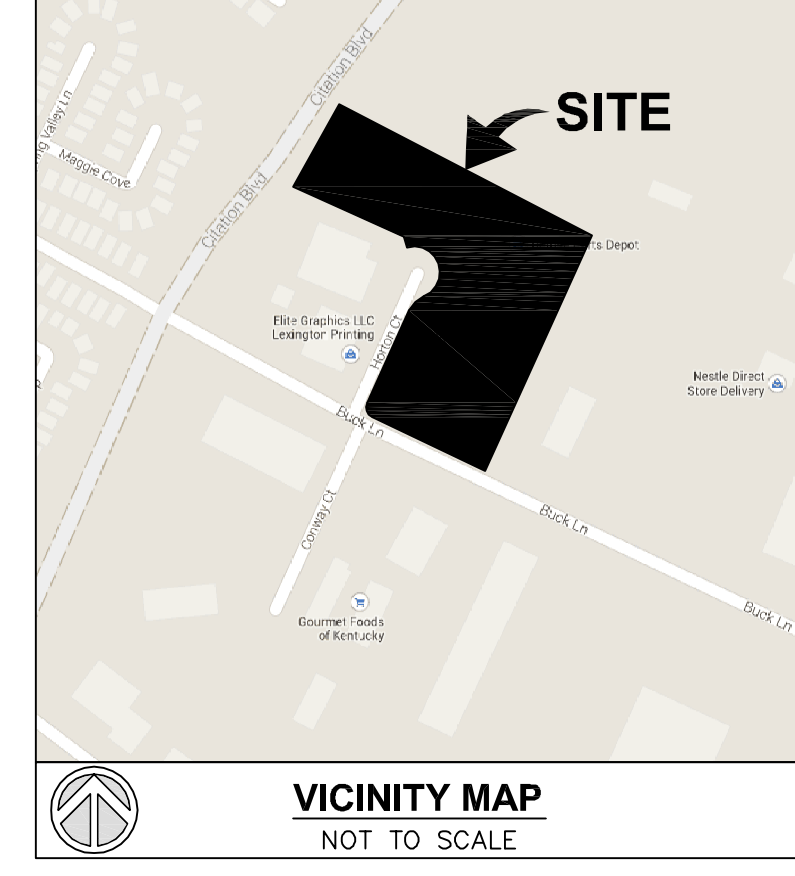 Citation Blvd
SITE
Valley Ln
Maggie Cove
Citation Blvd
Depot
Elite Graphics LLC
Lexington Printing
Horton Ct
Nestle Direct
Store Delivery
Buck Ln
Buck Ln
Conway Ct
Gourmet Foods
of Kentucky
Buck Ln
VICINITY MAP
NOT TO SCALE